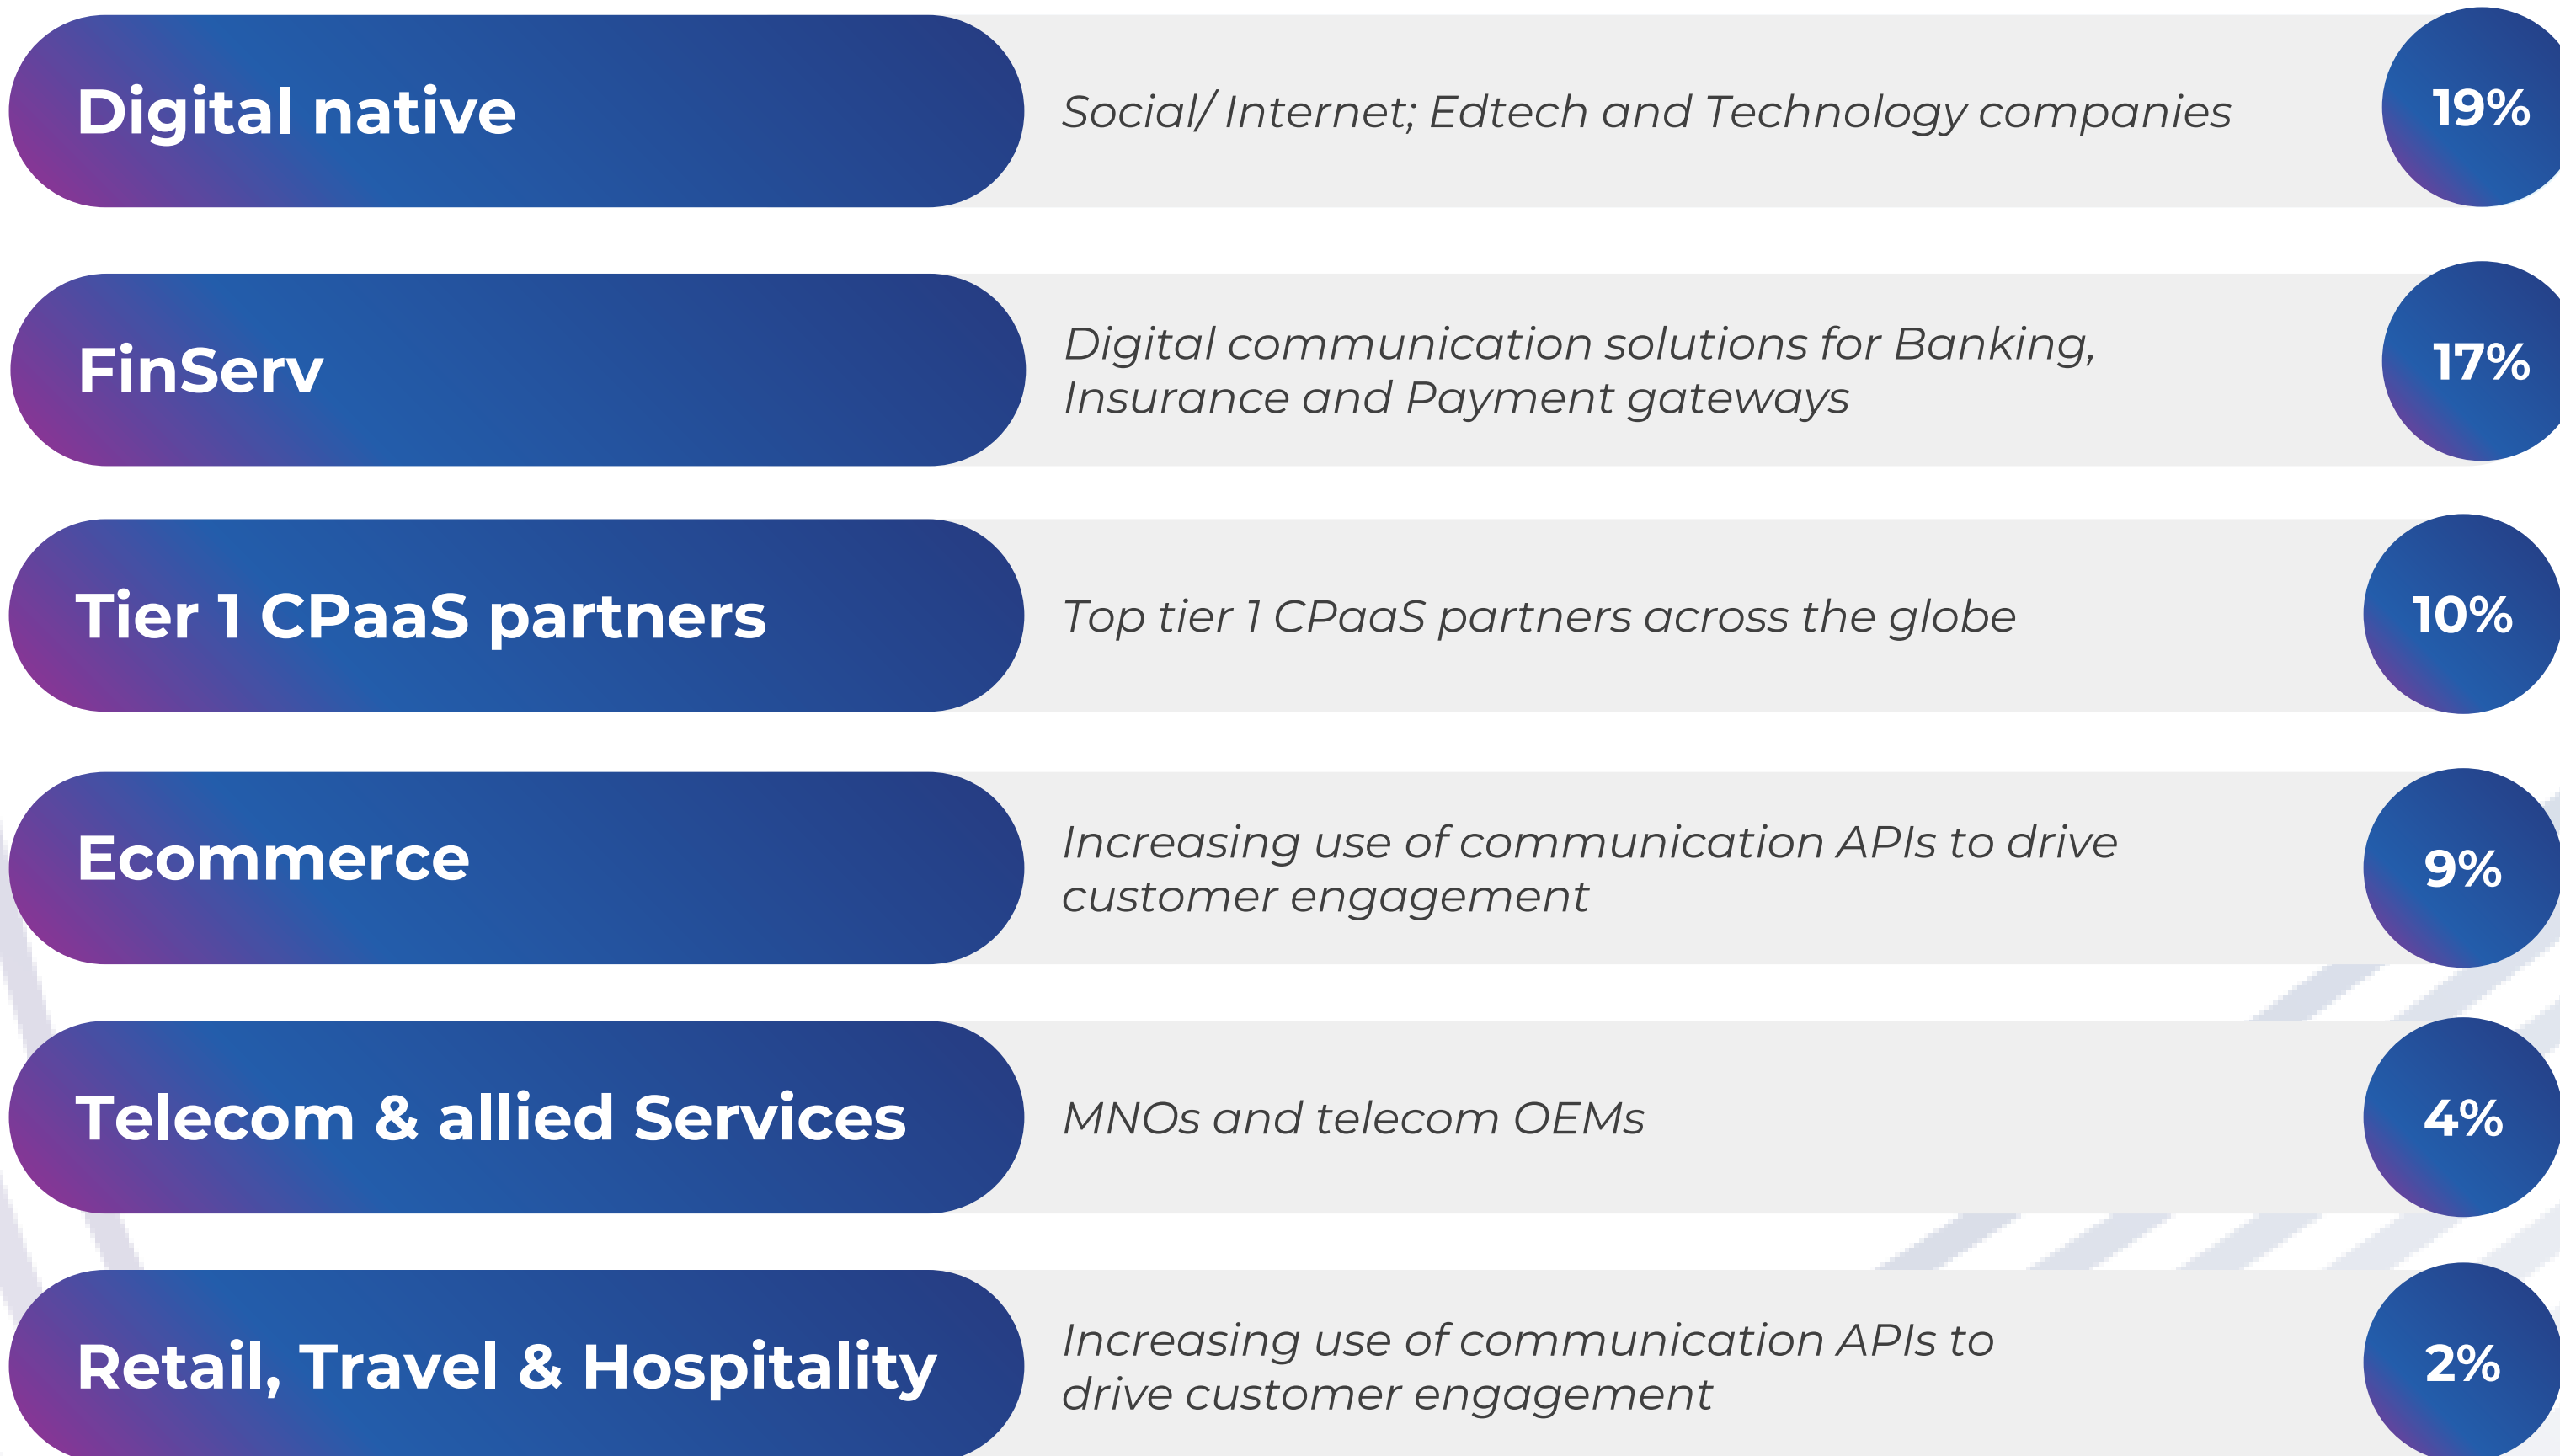 Digital native
Social/ Internet; Edtech and Technology companies
19%
FinServ
Digital communication solutions for Banking,
Insurance and Payment gateways
17%
Tier 1 CPaaS partners
Top tier 1 CPaaS partners across the globe
10%
Ecommerce
Increasing use of communication APIs to drive
customer engagement
9%
Telecom & allied Services
MNOs and telecom OEMs
4%
Retail, Travel & Hospitality
Increasing use of communication APIs to
drive customer engagement
2%